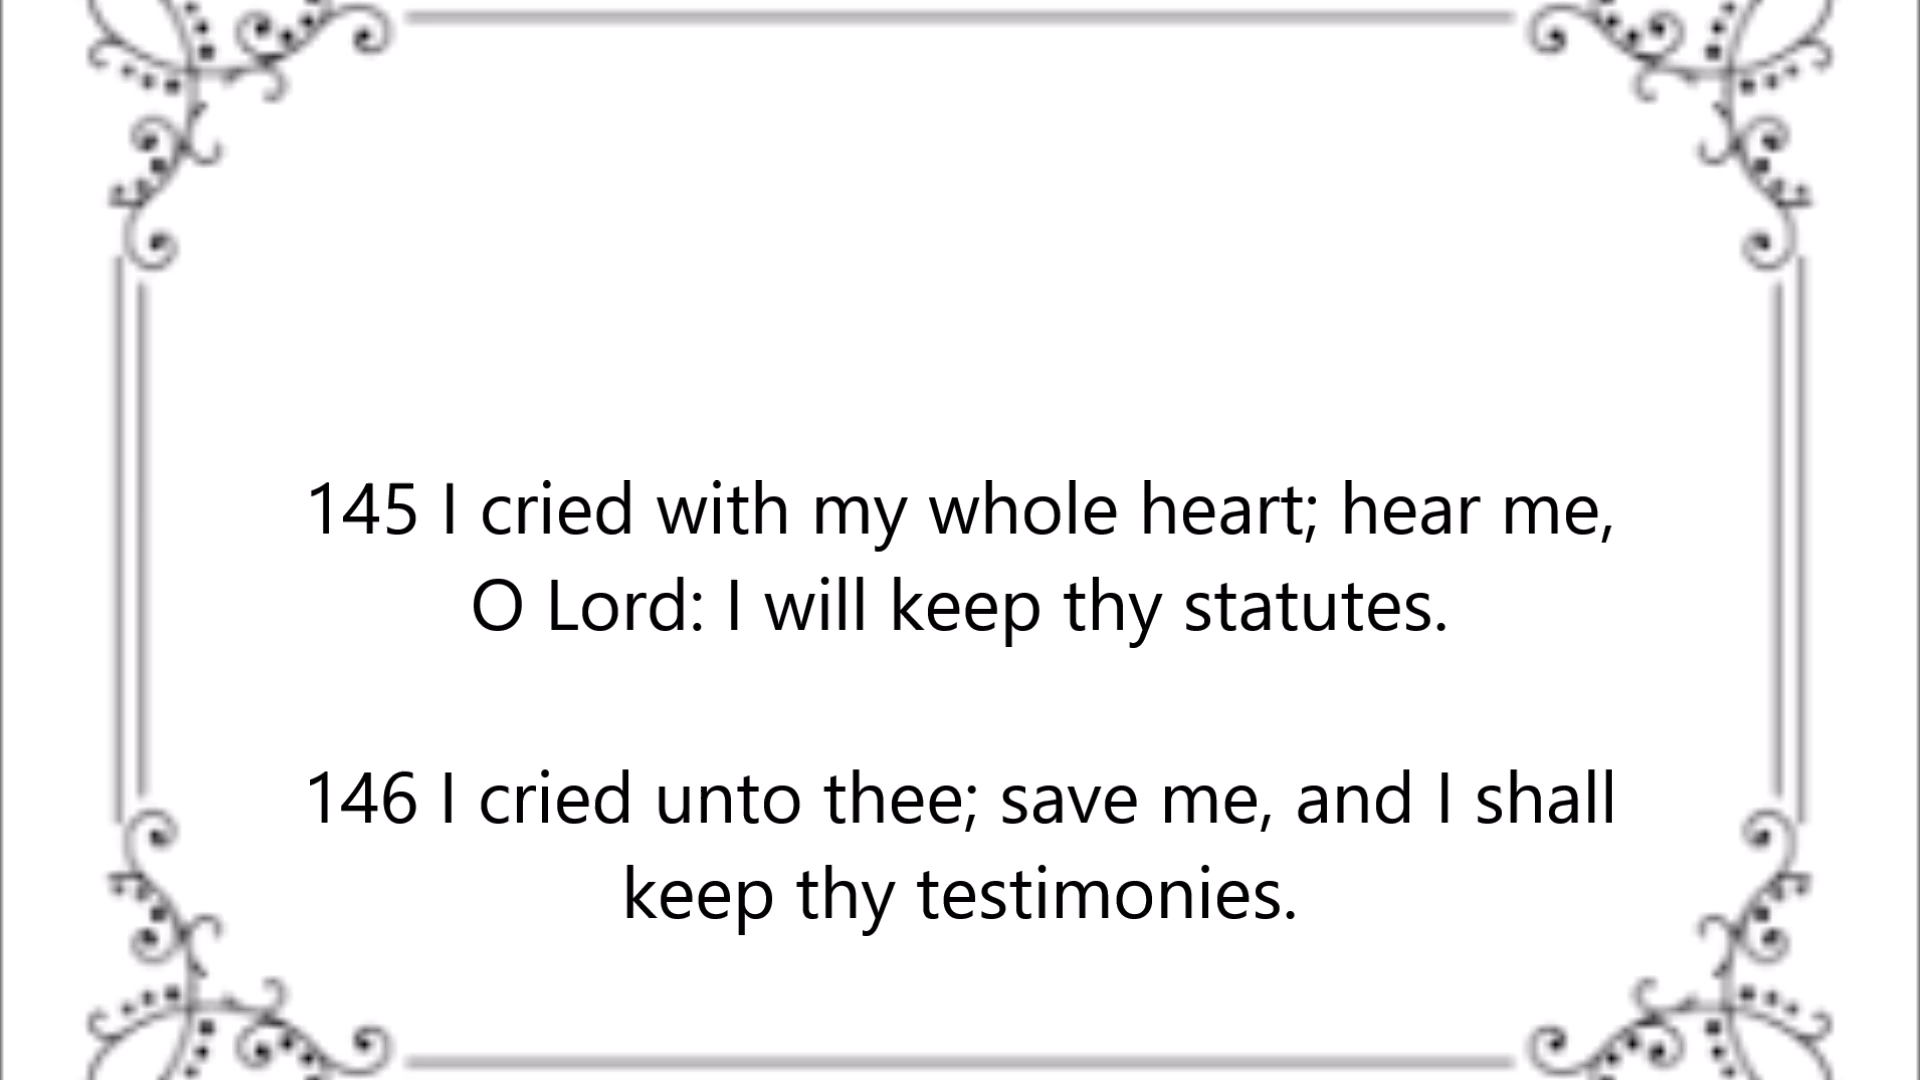 145 I cried with my whole heart; hear me,
O Lord: I will keep thy statutes.
146 I cried unto thee; save me, and I shall
keep thy testimonies.